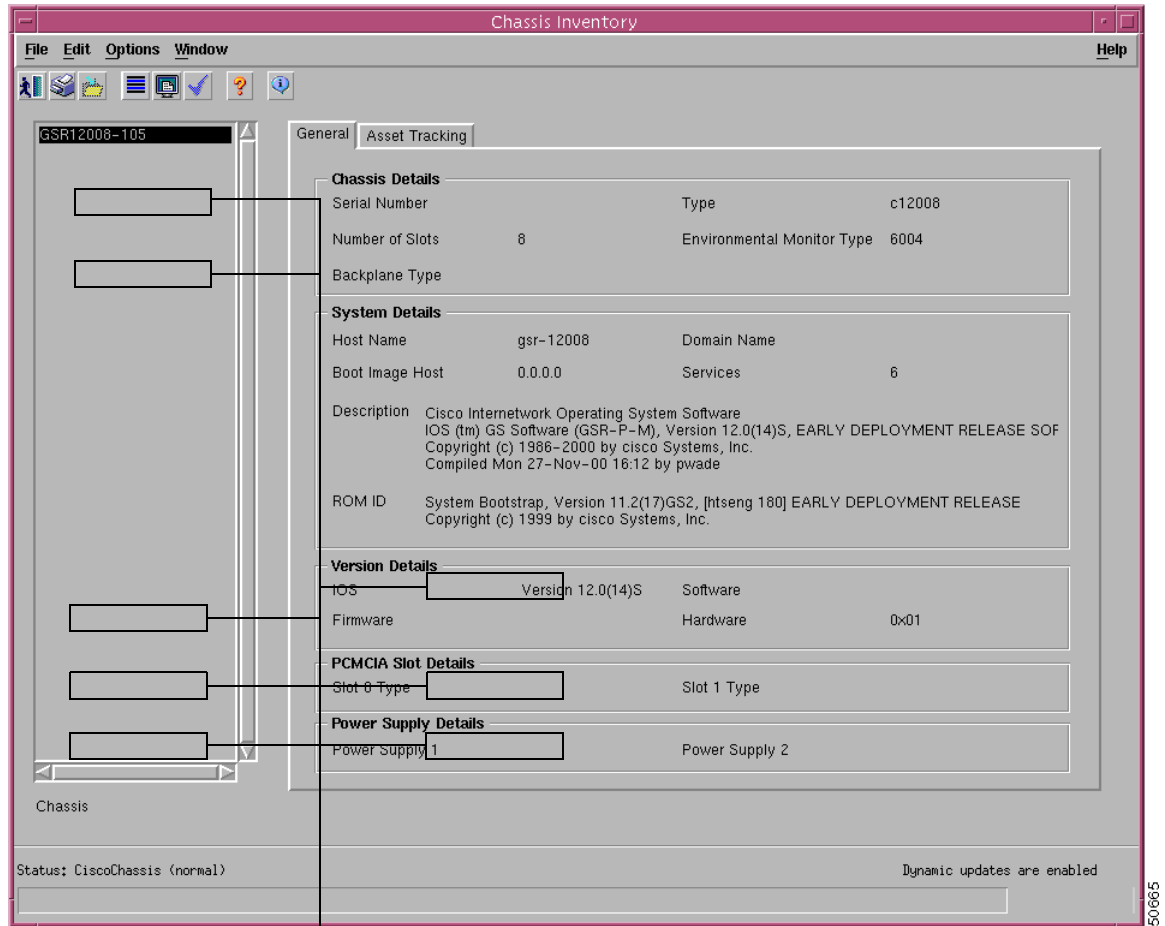 Chassis Inventory
File Edit Options Window Help
GSR12008-105
General Asset Tracking
Chassis Details
Serial Number Type c12008
Number of Slots 8 Environmental Monitor Type 6004
Backplane Type
System Details
Host Name gsr-12008 Domain Name
Boot Image Host 0.0.0.0 Services 6
Description Cisco Internetwork Operating System Software
IOS (tm) GS Software (GSR-P-M), Version 12.0(14)S, EARLY DEPLOYMENT RELEASE SOF
Copyright (c) 1986-2000 by cisco Systems, Inc.
Compiled Mon 27-Nov-00 16:12 by pwade
ROM ID System Bootstrap, Version 11.2(17)GS2, [htseng 180] EARLY DEPLOYMENT RELEASE
Copyright (c) 1999 by cisco Systems, Inc.
Version Details
IOS Version 12.0(14)S Software
Firmware Hardware 0x01
PCMCIA Slot Details
Slot 0 Type Slot 1 Type
Power Supply Details
Power Supply 1 Power Supply 2
Chassis
Status: CiscoChassis (normal) Dynamic updates are enabled
50665